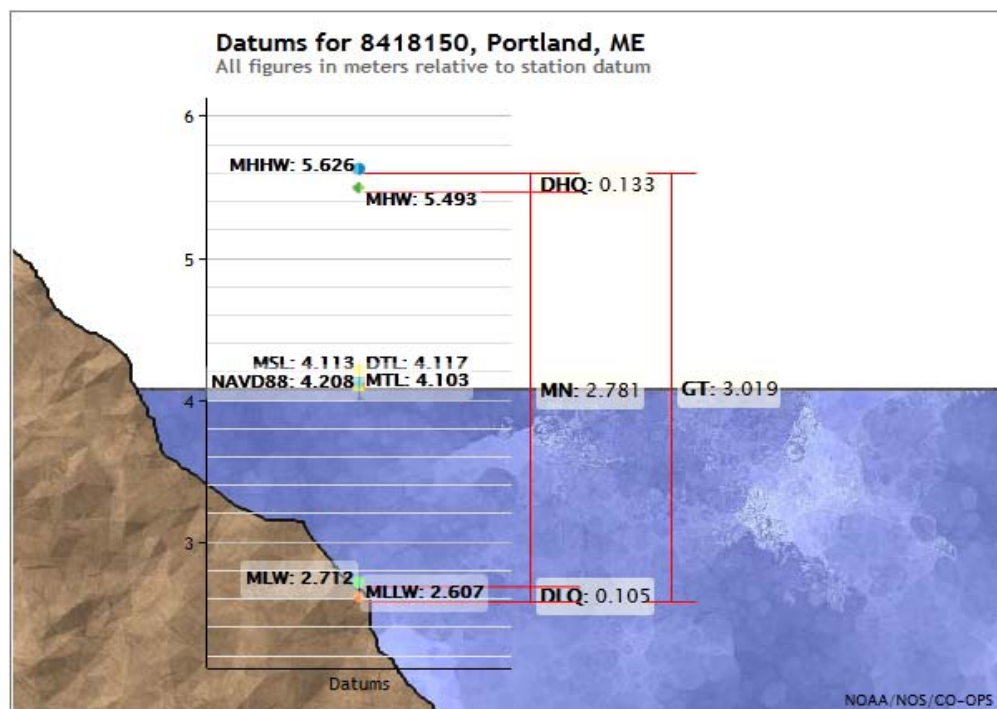 Datums for 8418150, Portland, ME
All figures in meters relative to station datum
6
MHHW: 5.626
DHQ: 0.133
MHW: 5.493
5
MSL: 4.113 DTL: 4.117
NAVD88: 4.208 MTL: 4.103
MN: 2.781
GT: 3.019
4
3
MLW: 2.712
MLLW: 2.607
DLQ: 0.105
Datums
NOAA/NOS/CO-OPS